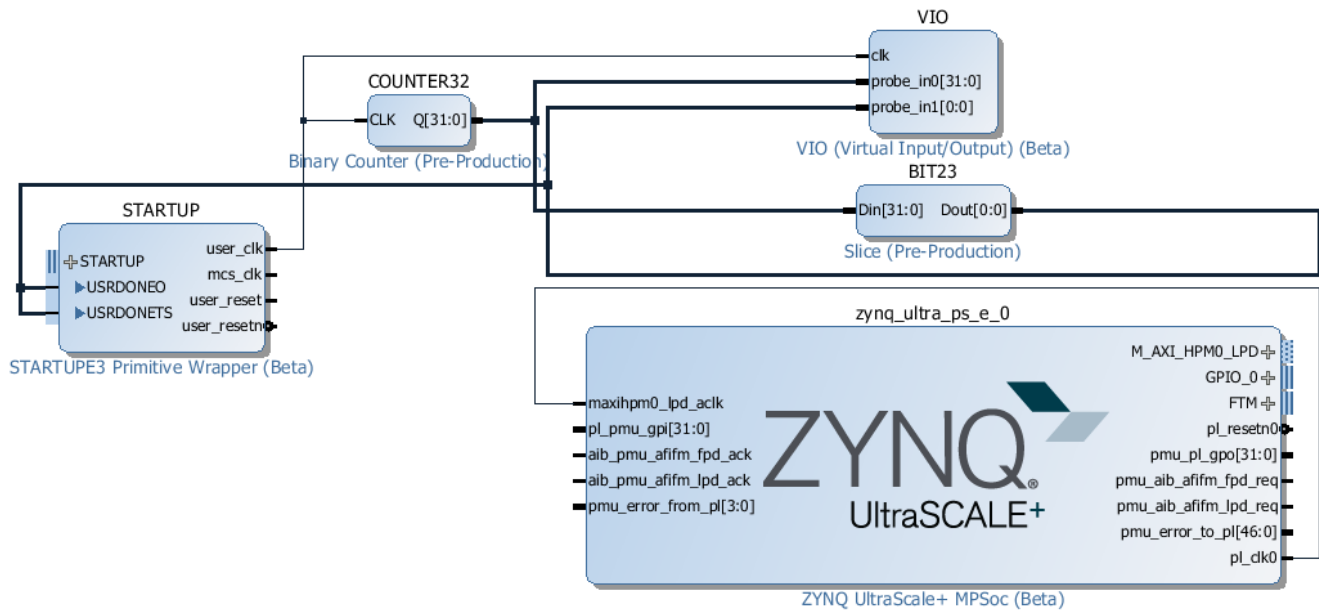 VIO
clk
probe_in0[31:0]
probe_in1[0:0]
VIO (Virtual Input/Output) (Beta)
COUNTER32
CLK Q[31:0]
Binary Counter (Pre-Production)
BIT23
Din[31:0] Dout[0:0]
Slice (Pre-Production)
STARTUP
user_clk
STARTUP
mcs_clk
USRDONEO
user_reset
USRDONETS
user_resetn
STARTUPE3 Primitive Wrapper (Beta)
zynq_ultra_ps_e_0
M_AXI_HPM0_LPD
GPIO_0
maxihpm0_lpd_aclk
FTM
pl_pmu_gpi[31:0]
pl_resetn0
aib_pmu_afifm_fpd_ack
pmu_pl_gpo[31:0]
aib_pmu_afifm_lpd_ack
pmu_aib_afifm_fpd_req
pmu_error_from_pl[3:0]
pmu_aib_afifm_lpd_req
pmu_error_to_pl[46:0]
pl_clk0
ZYNQ®
UltraSCALE+
ZYNQ UltraScale+ MPSoc (Beta)